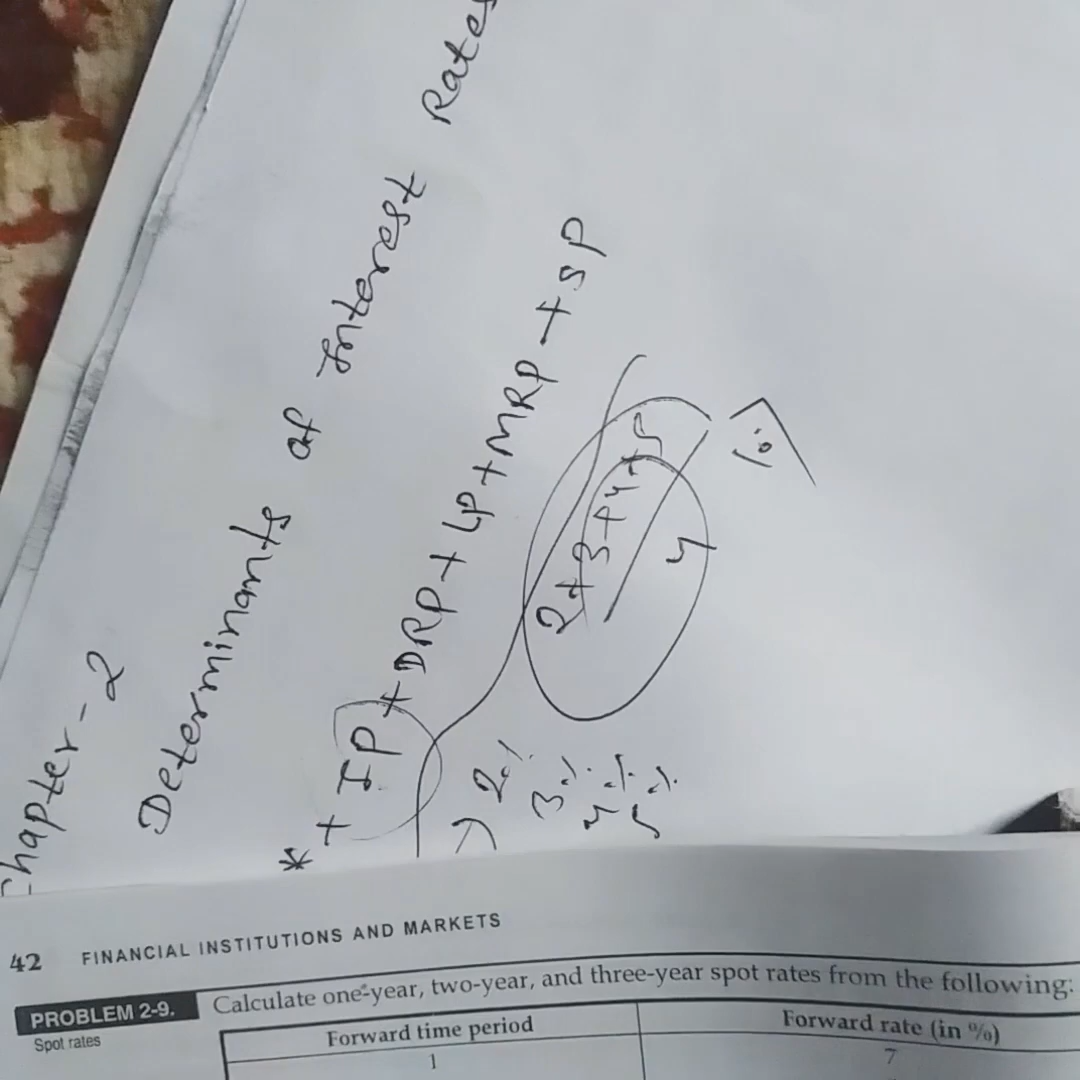 Chapter-2
Determinants of Interest Rates
* + IP + DRP + LP + MRP + SP
2+3+4+5
4
2%
3%
4%
5%
42 FINANCIAL INSTITUTIONS AND MARKETS
PROBLEM 2-9. Calculate one-year, two-year, and three-year spot rates from the following:
Spot rates
Forward time period Forward rate (in %)
1 7